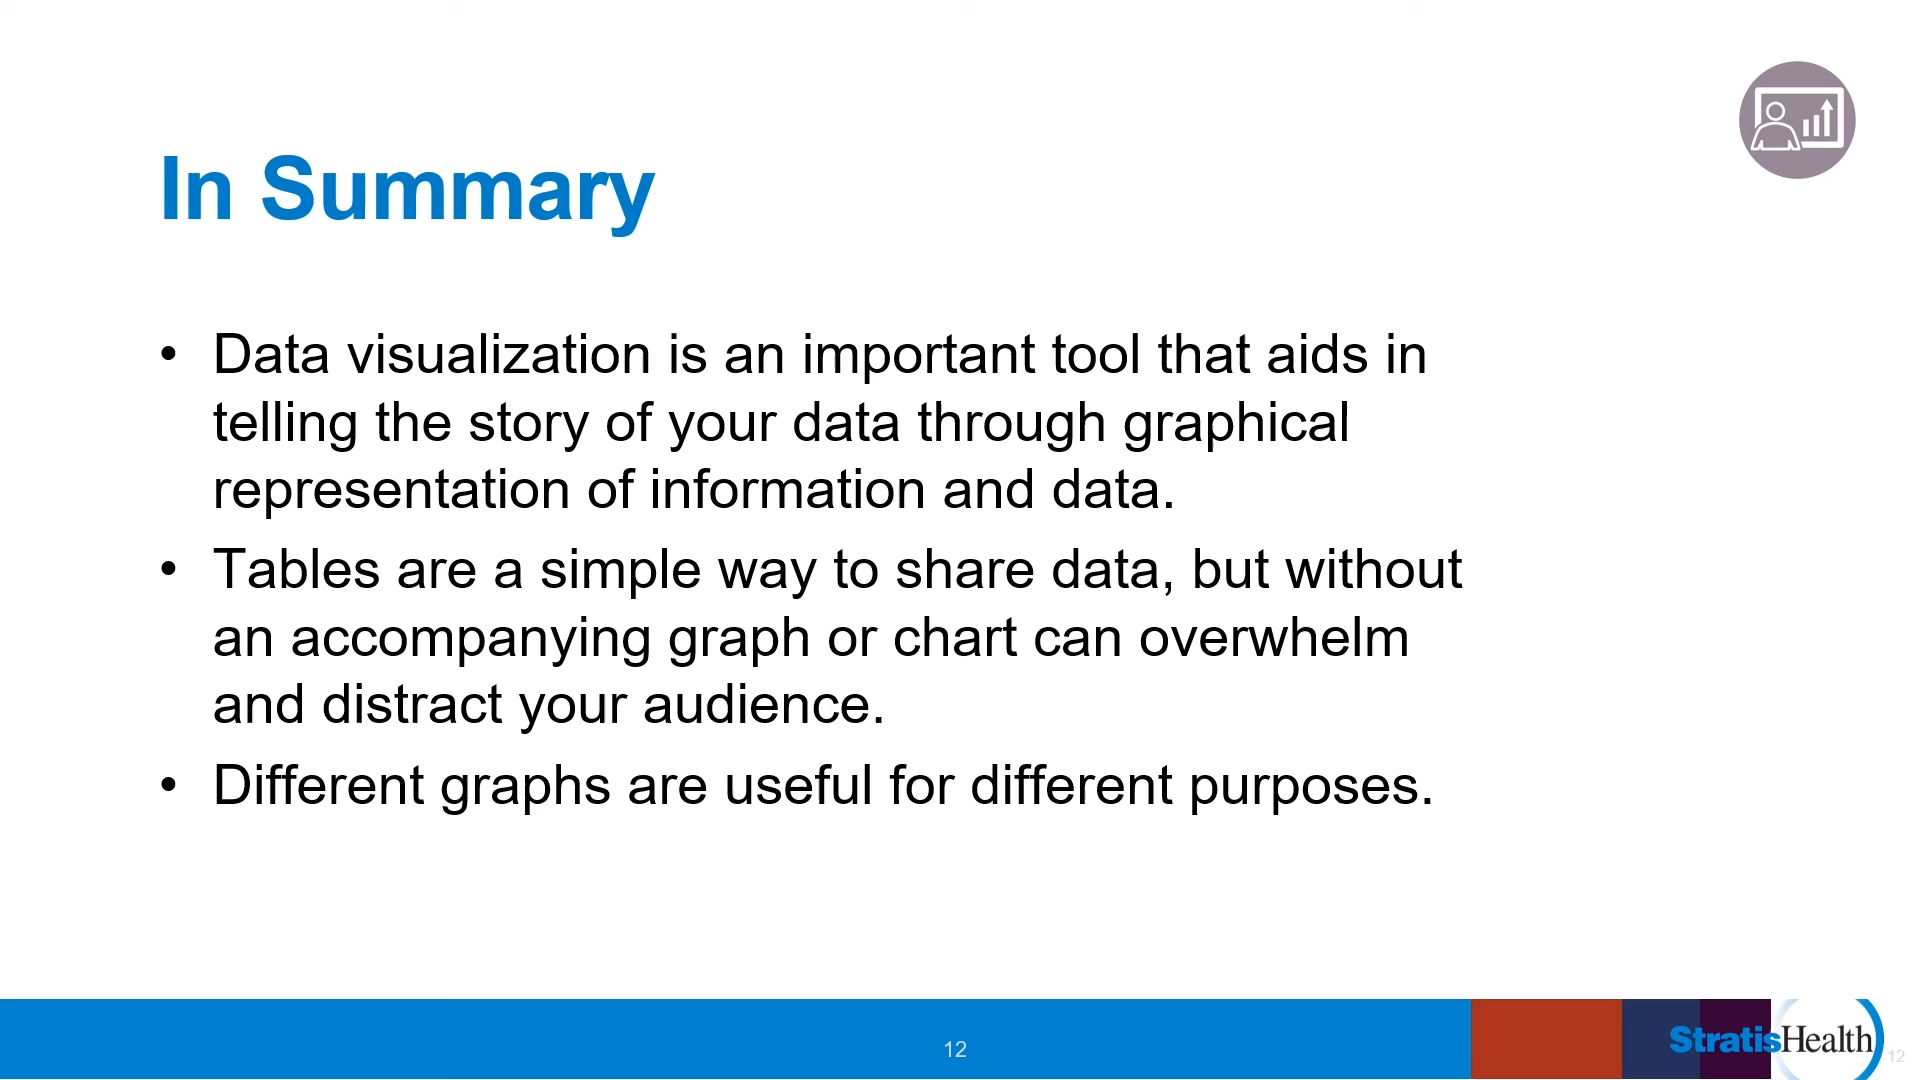 In Summary
• Data visualization is an important tool that aids in
telling the story of your data through graphical
representation of information and data.
• Tables are a simple way to share data, but without
an accompanying graph or chart can overwhelm
and distract your audience.
• Different graphs are useful for different purposes.
12
StratisHealth
12